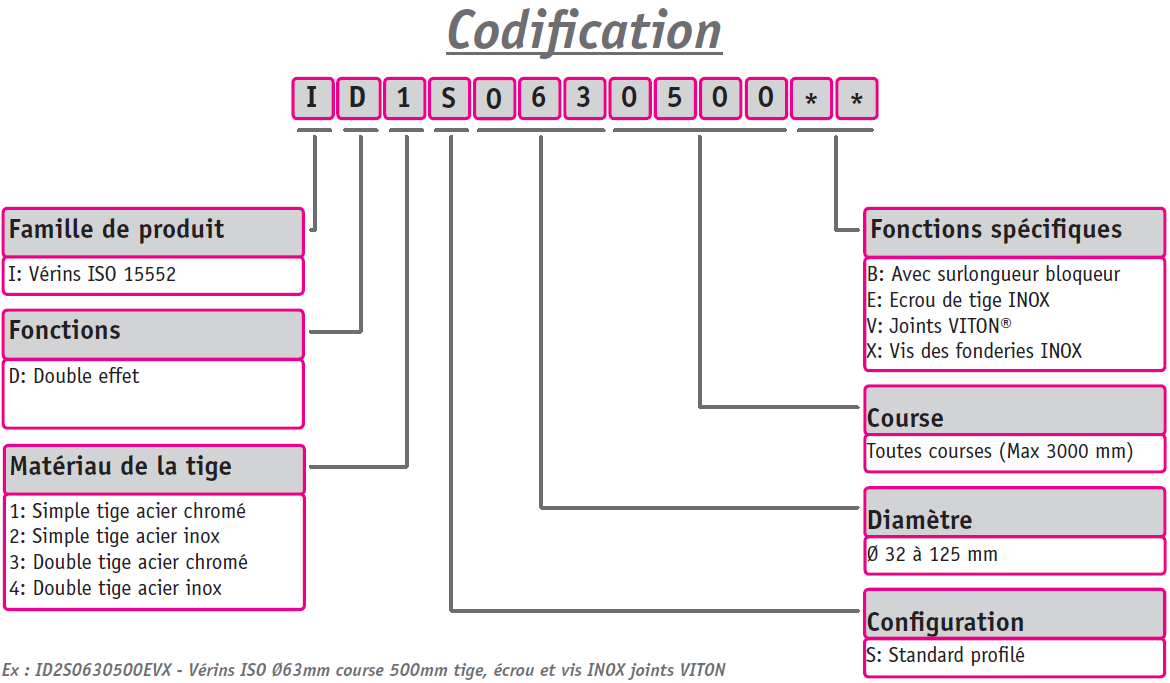 Codification
I D 1 S 0 6 3 0 5 0 0 * *
Famille de produit
I: Vérins ISO 15552
Fonctions
D: Double effet
Matériau de la tige
1: Simple tige acier chromé
2: Simple tige acier inox
3: Double tige acier chromé
4: Double tige acier inox
Fonctions spécifiques
B: Avec surlongueur bloqueur
E: Ecrou de tige INOX
V: Joints VITON®
X: Vis des fonderies INOX
Course
Toutes courses (Max 3000 mm)
Diamètre
Ø 32 à 125 mm
Configuration
S: Standard profilé
Ex : ID2S0630500EVX - Vérins ISO Ø63mm course 500mm tige, écrou et vis INOX joints VITON